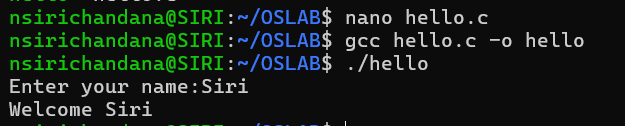 nsirichandana@SIRI:~/OSLAB$ nano hello.c
nsirichandana@SIRI:~/OSLAB$ gcc hello.c -o hello
nsirichandana@SIRI:~/OSLAB$ ./hello
Enter your name:Siri
Welcome Siri